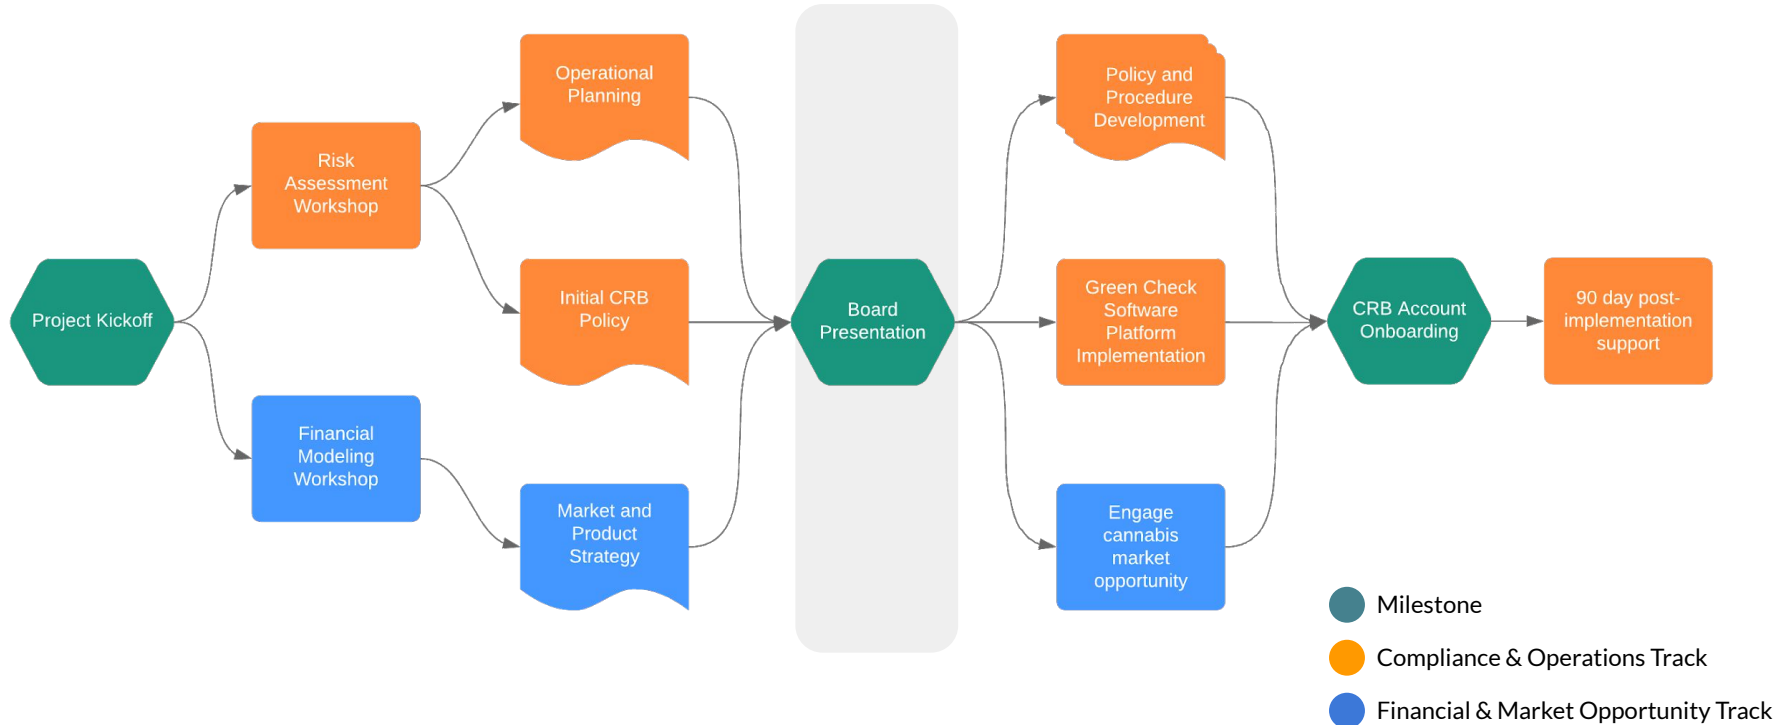 Project Kickoff
Risk
Assessment
Workshop
Financial
Modeling
Workshop
Operational
Planning
Initial CRB
Policy
Market and
Product
Strategy
Board
Presentation
Policy and
Procedure
Development
Green Check
Software
Platform
Implementation
Engage
cannabis
market
opportunity
CRB Account
Onboarding
90 day post-
implementation
support
Milestone
Compliance & Operations Track
Financial & Market Opportunity Track